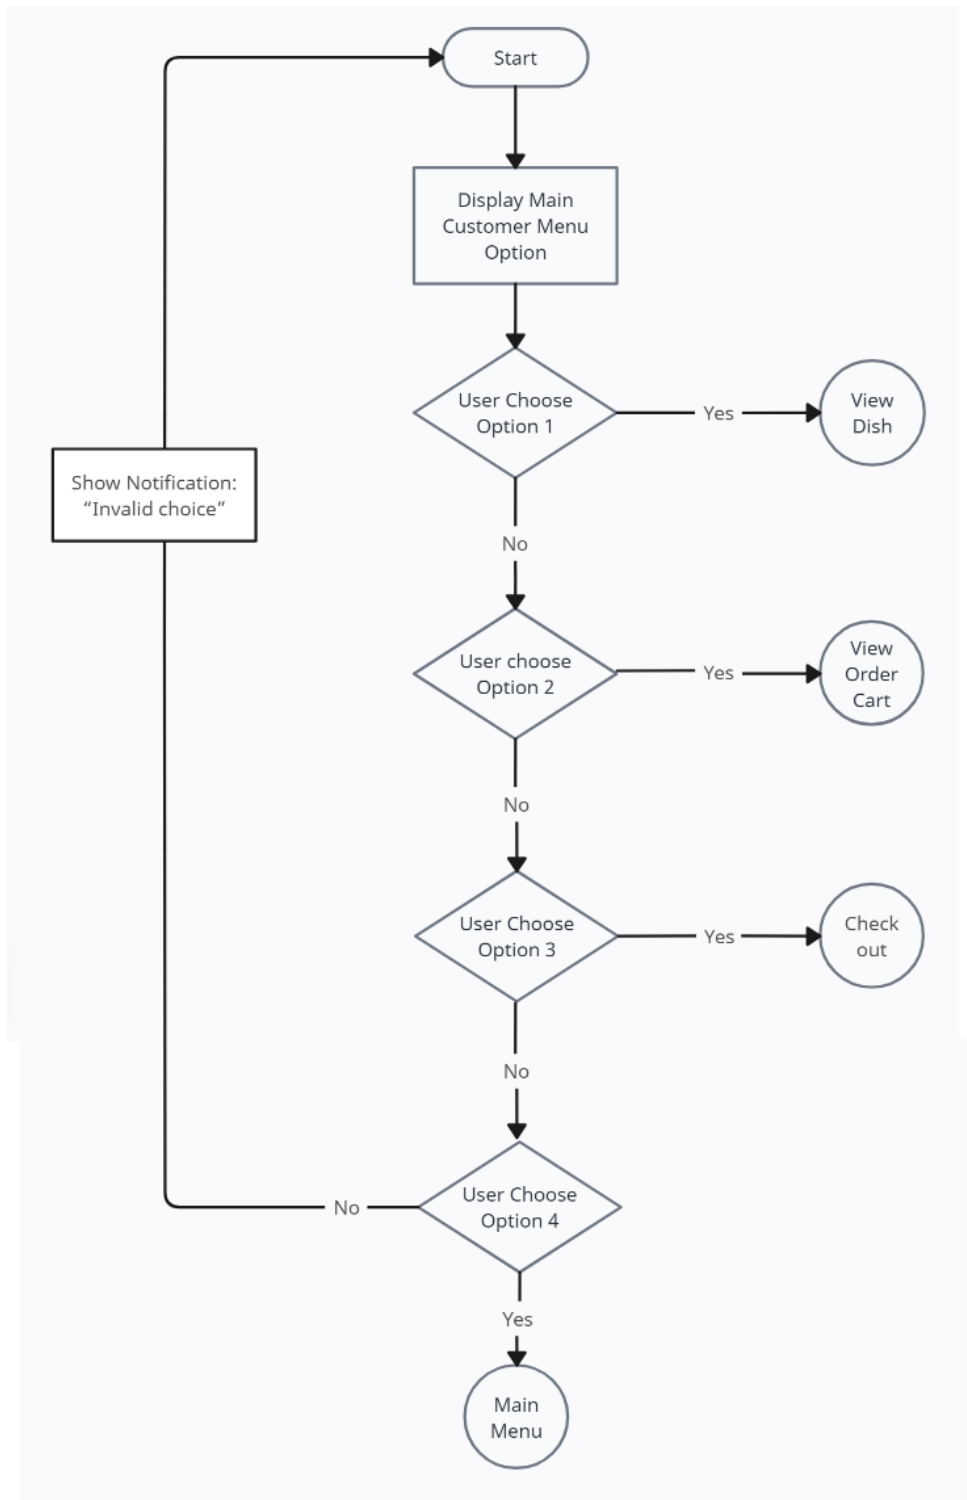 Start
Display Main
Customer Menu
Option
User Choose
Option 1
Yes
View
Dish
Show Notification:
“Invalid choice”
No
User choose
Option 2
Yes
View
Order
Cart
No
User Choose
Option 3
Yes
Check
out
No
User Choose
Option 4
No
Yes
Main
Menu